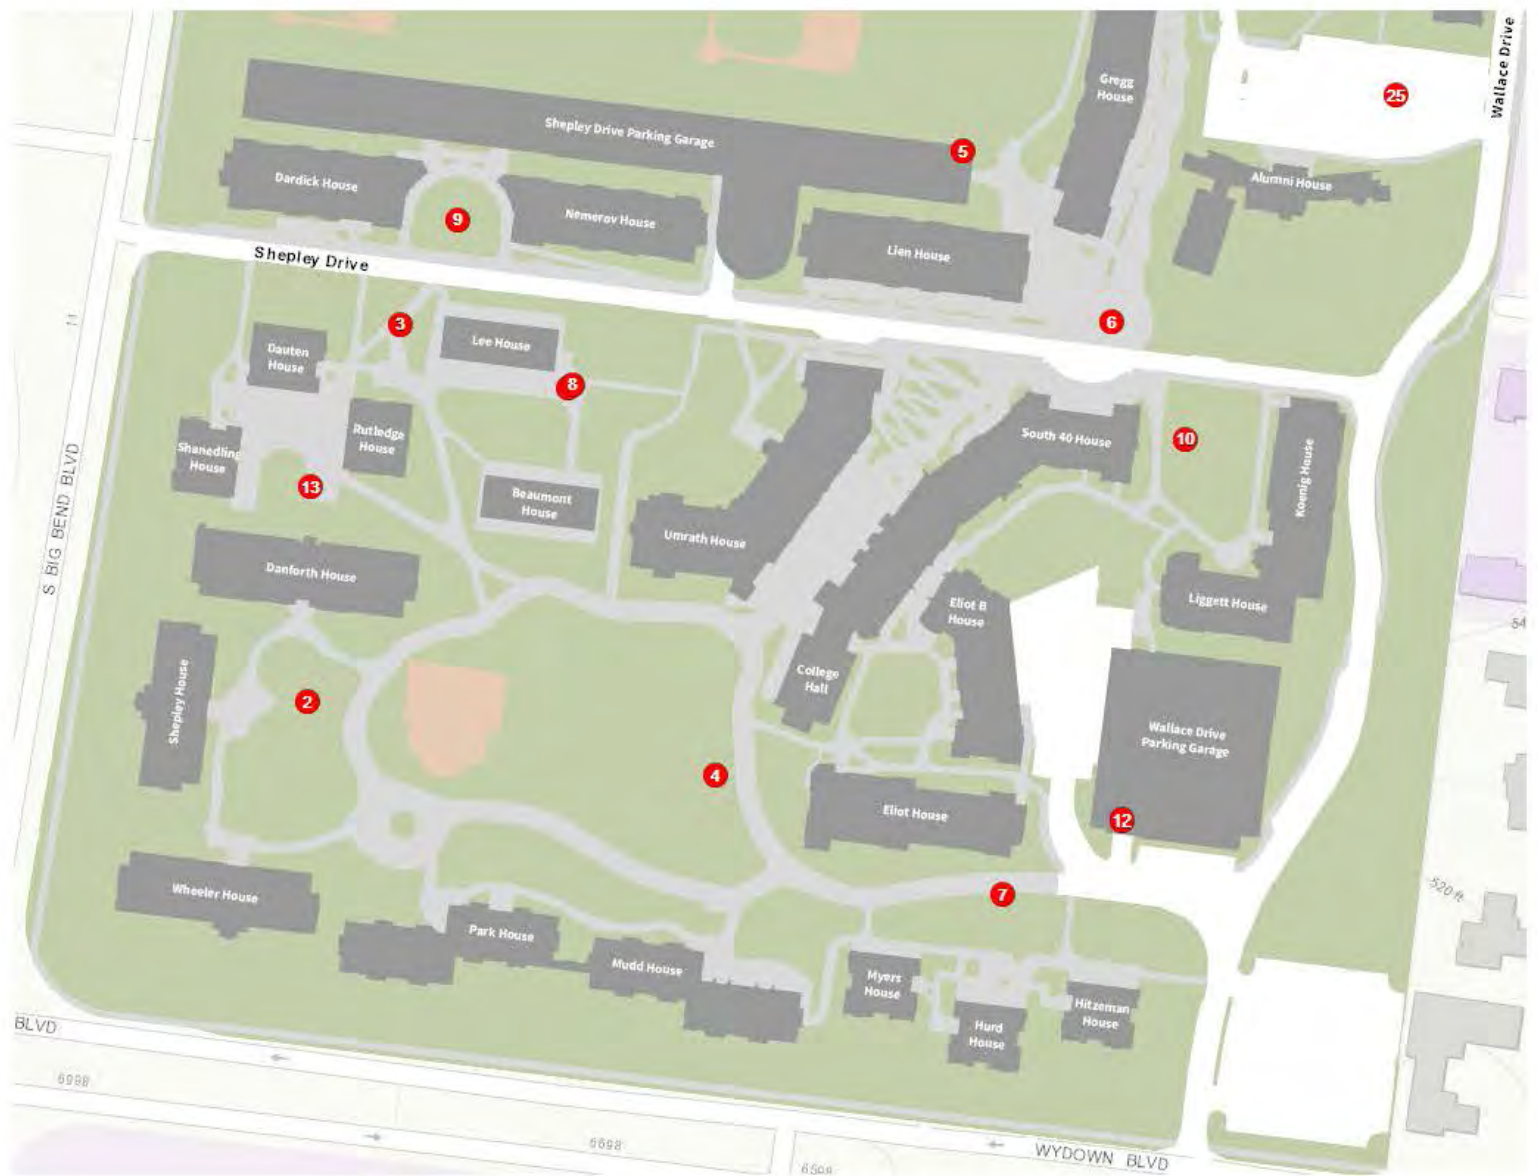 Wallace Drive
Gregg
House
25
Shepley Drive Parking Garage
5
Dardick House
Alumni House
9
Nemerov House
Lien House
Shepley Drive
6
3
Lee House
Dauten
House
8
Rutledge
House
South 40 House
10
Shanedling
House
Koenig House
S BIG BEND BLVD
13
Beaumont
House
Umrath House
Danforth House
Eliot B
House
Liggett House
54
Shepley House
College
Hall
2
Wallace Drive
Parking Garage
4
Eliot House
12
Wheeler House
7
520 ft
Park House
Mudd House
Myers
House
Hitzeman
House
Hurd
House
BLVD
6998
6698
WYDOWN BLVD
6598